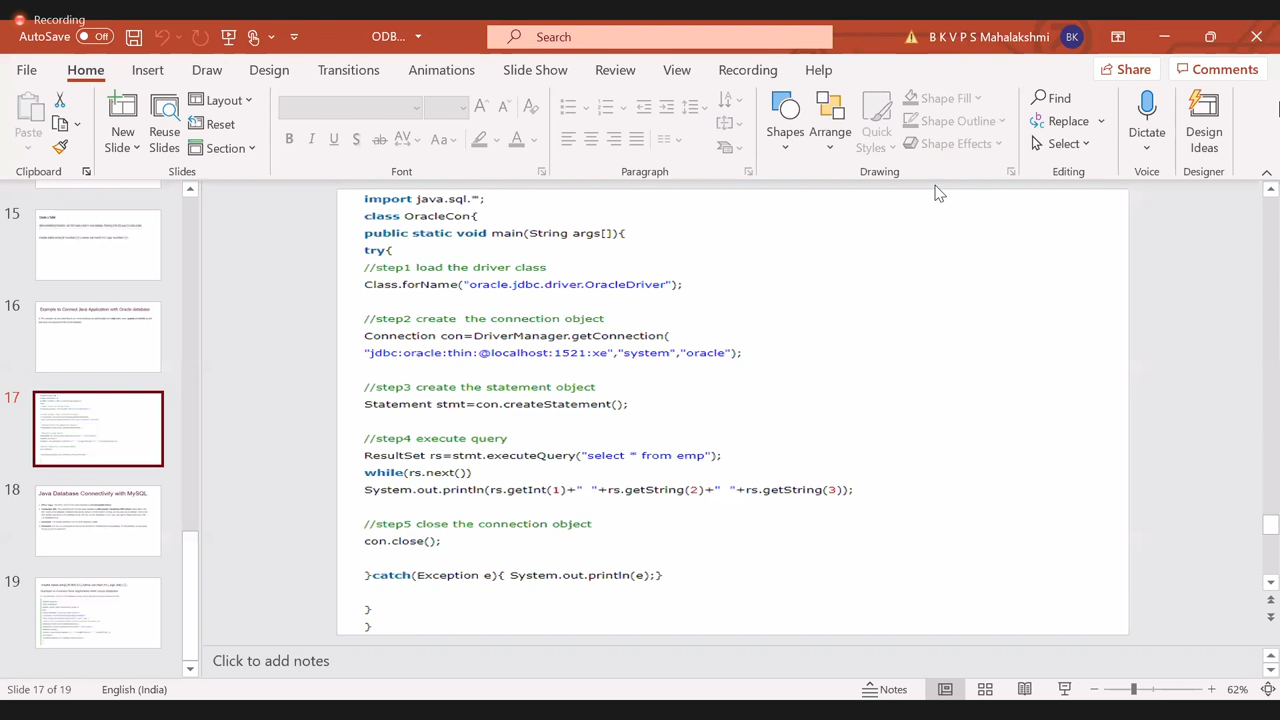 Recording
AutoSave Off
ODB...
Search
B K V P S Mahalakshmi BK
File Home Insert Draw Design Transitions Animations Slide Show Review View Recording Help Share Comments
Paste
New Slide
Reuse Slides
Layout
Reset
Section
B I U S ab AV Aa A
Shapes
Arrange
Quick Styles
Shape Fill
Shape Outline
Shape Effects
Find
Replace
Select
Dictate
Design Ideas
Clipboard Slides Font Paragraph Drawing Editing Voice Designer
15
16
Example to Connect Java Application with Oracle database
17
18
Java Database Connectivity with MySQL
19
import java.sql.*;
class OracleCon{
public static void main(String args[]){
try{
//step1 load the driver class
Class.forName("oracle.jdbc.driver.OracleDriver");
//step2 create  the connection object
Connection con=DriverManager.getConnection(
"jdbc:oracle:thin:@localhost:1521:xe","system","oracle");
//step3 create the statement object
Statement stmt=con.createStatement();
//step4 execute query
ResultSet rs=stmt.executeQuery("select * from emp");
while(rs.next())
System.out.println(rs.getInt(1)+"  "+rs.getString(2)+"  "+rs.getString(3));
//step5 close the connection object
con.close();
}catch(Exception e){ System.out.println(e);}
}
}
Click to add notes
Slide 17 of 19 English (India) Notes 62%